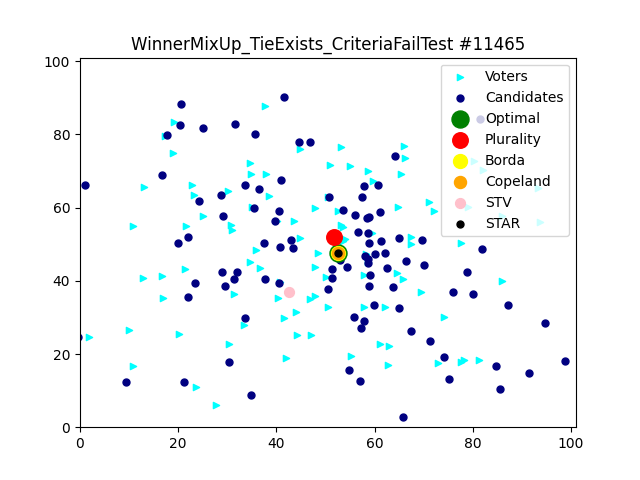 WinnerMixUp_TieExists_CriteriaFailTest #11465
100
80
60
40
20
0
0
20
40
60
80
100
Voters
Candidates
Optimal
Plurality
Borda
Copeland
STV
STAR